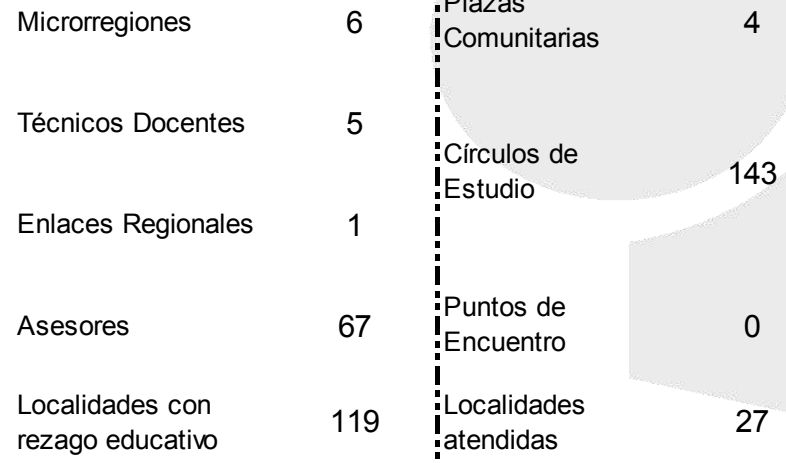 Microrregiones 6
Técnicos Docentes 5
Enlaces Regionales 1
Asesores 67
Localidades con
rezago educativo 119
Plazas
Comunitarias 4
Círculos de
Estudio 143
Puntos de
Encuentro 0
Localidades
atendidas 27